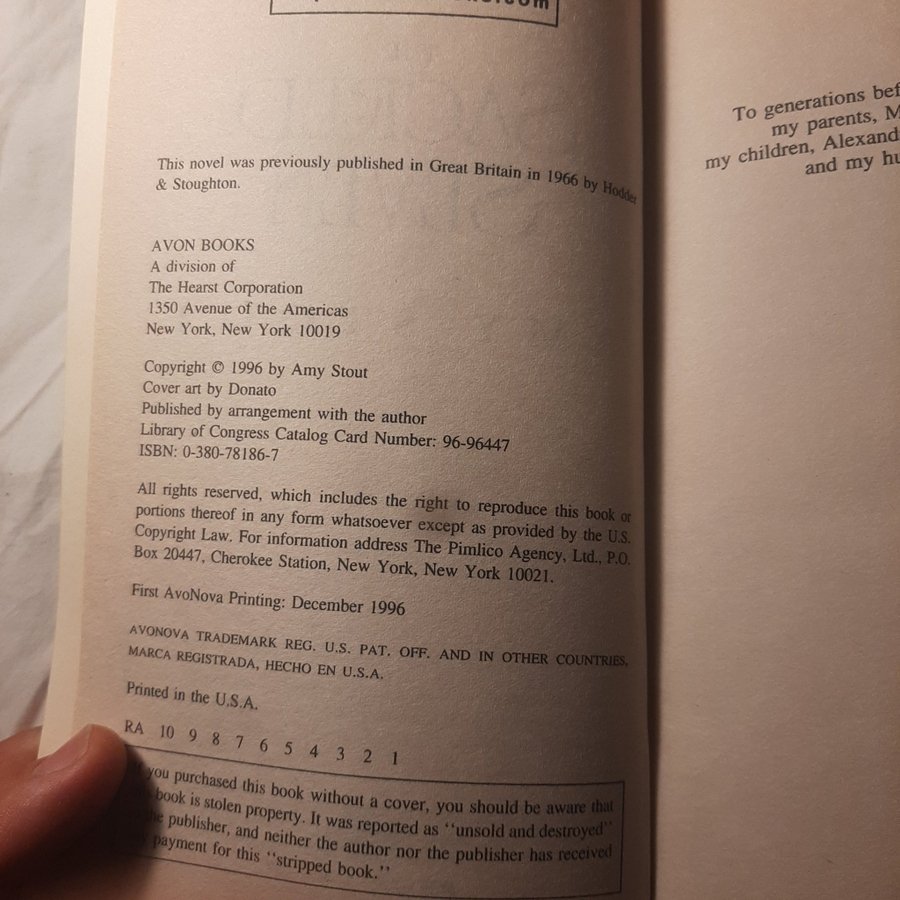 This novel was previously published in Great Britain in 1966 by Hodder
& Stoughton.
AVON BOOKS
A division of
The Hearst Corporation
1350 Avenue of the Americas
New York, New York 10019
Copyright © 1996 by Amy Stout
Cover art by Donato
Published by arrangement with the author
Library of Congress Catalog Card Number: 96-96447
ISBN: 0-380-78186-7
All rights reserved, which includes the right to reproduce this book or
portions thereof in any form whatsoever except as provided by the U.S.
Copyright Law. For information address The Pimlico Agency, Ltd., P.O.
Box 20447, Cherokee Station, New York, New York 10021.
First AvoNova Printing: December 1996
AVONOVA TRADEMARK REG. U.S. PAT. OFF. AND IN OTHER COUNTRIES,
MARCA REGISTRADA, HECHO EN U.S.A.
Printed in the U.S.A.
RA 10 9 8 7 6 5 4 3 2 1
you purchased this book without a cover, you should be aware that
book is stolen property. It was reported as "unsold and destroyed"
publisher, and neither the author nor the publisher has received
payment for this "stripped book."
To generations bef
my parents, M
my children, Alexand
and my hu